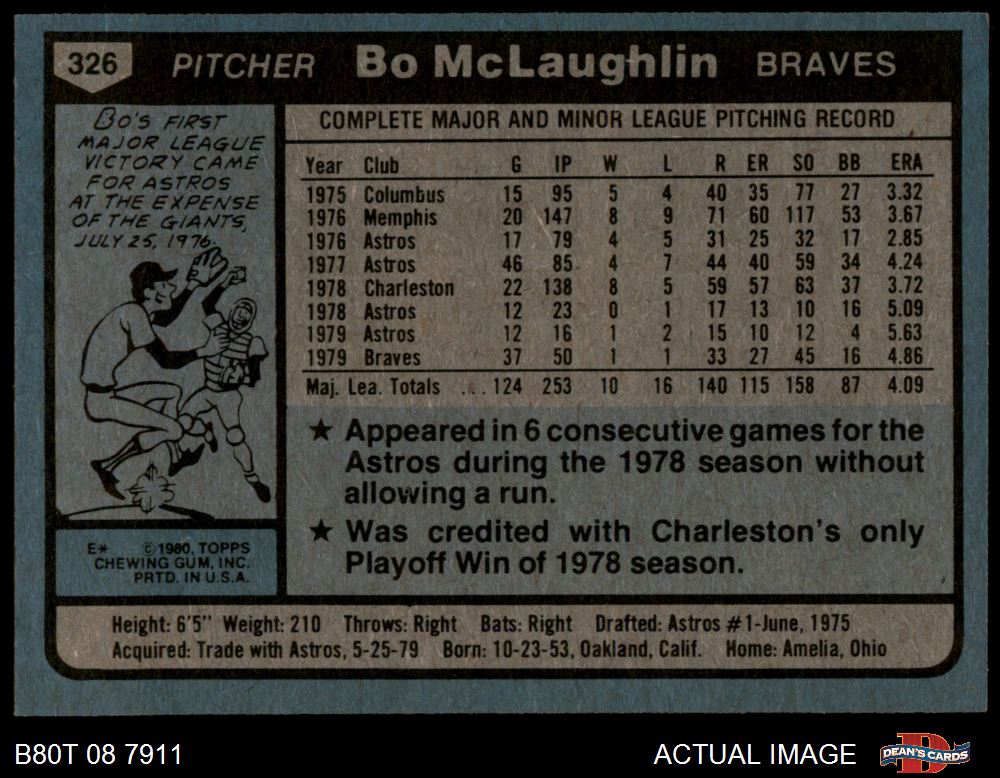 326 PITCHER Bo McLaughlin BRAVES
BO'S FIRST
MAJOR LEAGUE
VICTORY CAME
FOR ASTROS
AT THE EXPENSE
OF THE GIANTS,
JULY 25, 1976.
COMPLETE MAJOR AND MINOR LEAGUE PITCHING RECORD
Year Club G IP W L R ER SO BB ERA
1975 Columbus 15 95 5 4 40 35 77 27 3.32
1976 Memphis 20 147 8 9 71 60 117 53 3.67
1976 Astros 17 79 4 5 31 25 32 17 2.85
1977 Astros 46 85 4 7 44 40 59 34 4.24
1978 Charleston 22 138 8 5 59 57 63 37 3.72
1978 Astros 12 23 0 1 17 13 10 16 5.09
1979 Astros 12 16 1 2 15 10 12 4 5.63
1979 Braves 37 50 1 1 33 27 45 16 4.86
Maj. Lea. Totals ... 124 253 10 16 140 115 158 87 4.09
★ Appeared in 6 consecutive games for the
Astros during the 1978 season without
allowing a run.
★ Was credited with Charleston's only
Playoff Win of 1978 season.
E* © 1980, TOPPS
CHEWING GUM, INC.
PRTD. IN U.S.A.
Height: 6'5" Weight: 210 Throws: Right Bats: Right Drafted: Astros #1-June, 1975
Acquired: Trade with Astros, 5-25-79 Born: 10-23-53, Oakland, Calif. Home: Amelia, Ohio
B80T 08 7911 ACTUAL IMAGE DEAN'S CARDS